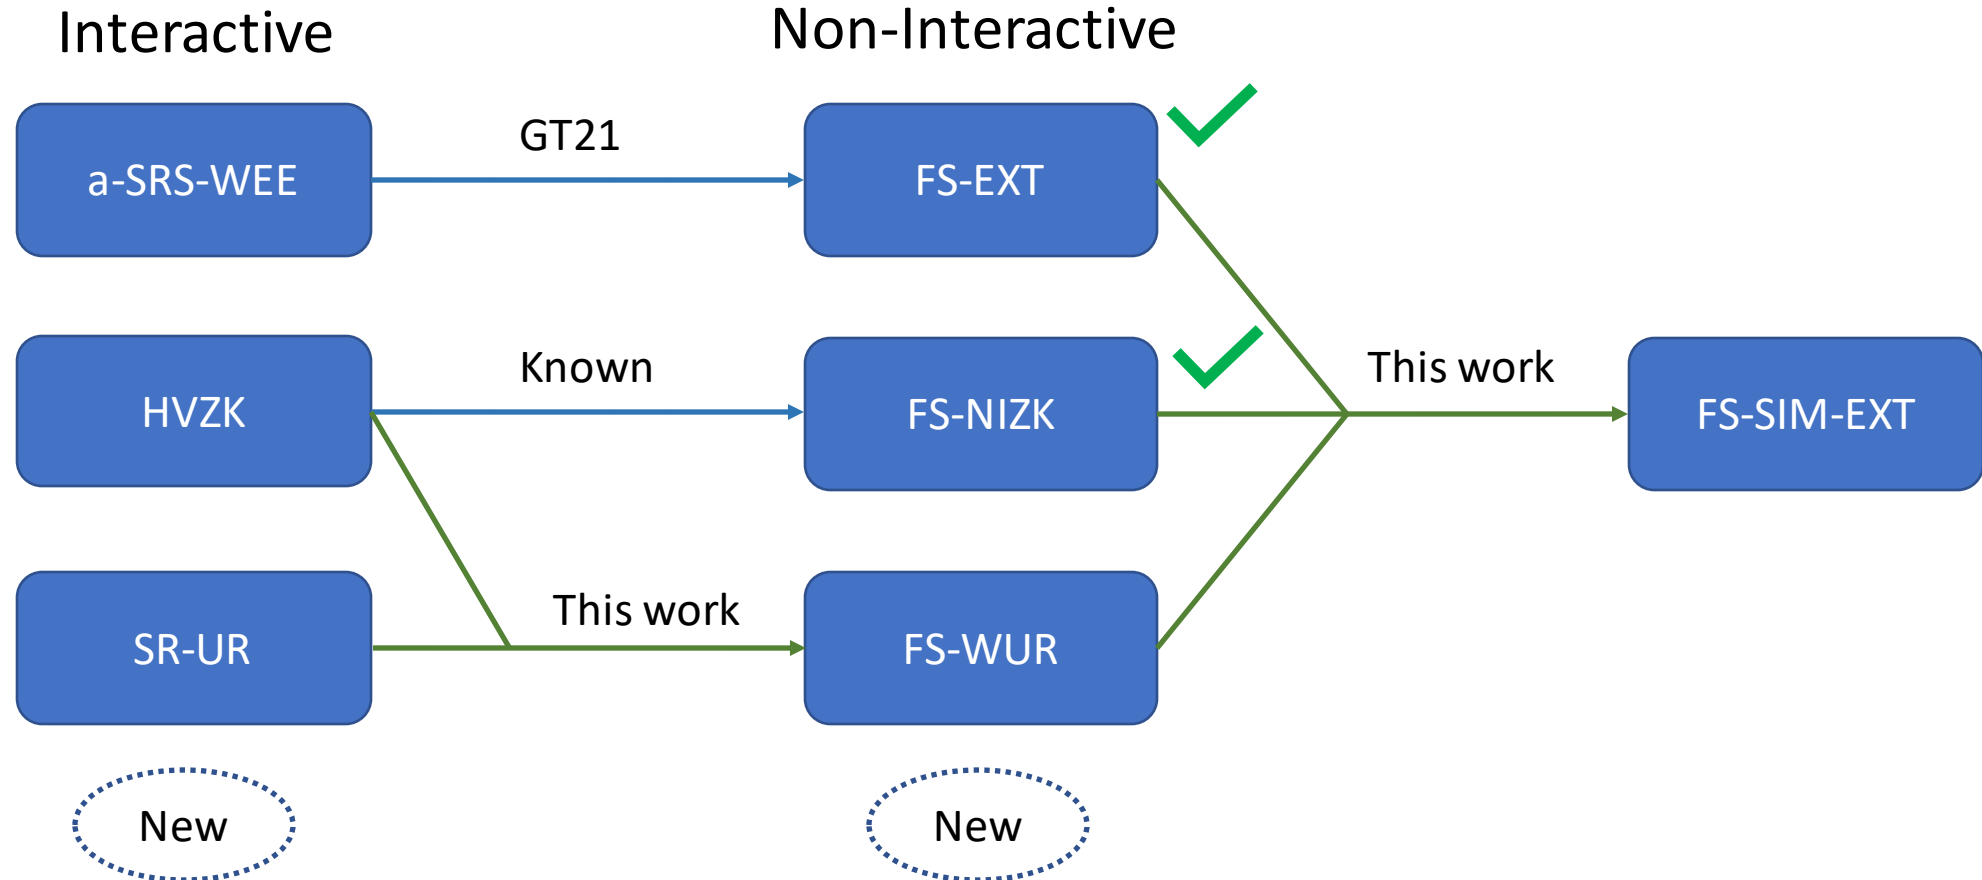 Interactive
Non-Interactive
GT21
a-SRS-WEE
FS-EXT
Known
This work
HVZK
FS-NIZK
FS-SIM-EXT
This work
SR-UR
FS-WUR
New
New